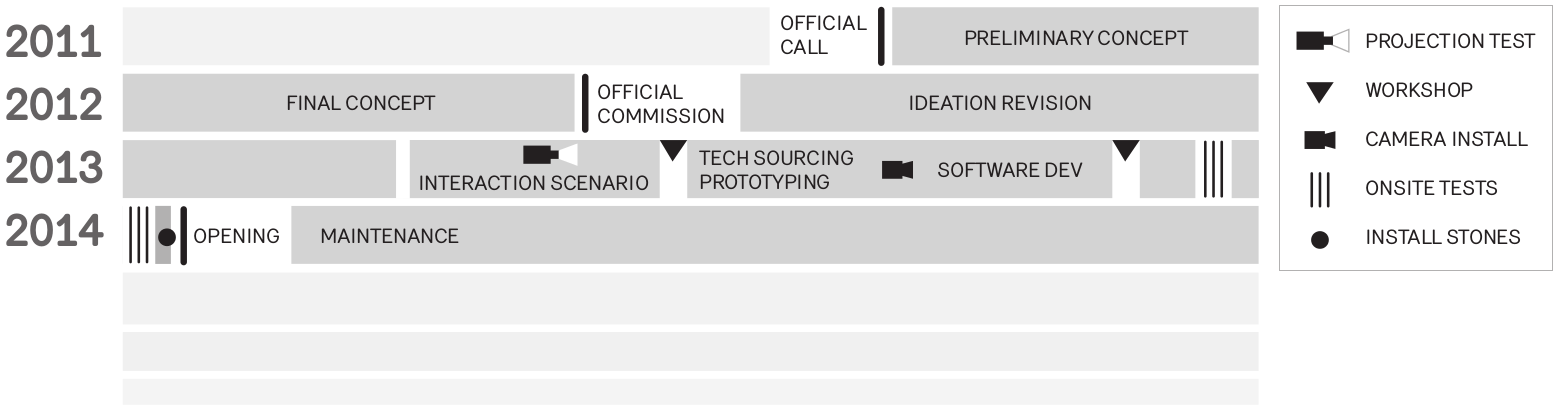 2011
OFFICIAL
CALL
PRELIMINARY CONCEPT
2012
FINAL CONCEPT
OFFICIAL
COMMISSION
IDEATION REVISION
2013
INTERACTION SCENARIO
TECH SOURCING
PROTOTYPING
SOFTWARE DEV
2014
OPENING
MAINTENANCE
PROJECTION TEST
WORKSHOP
CAMERA INSTALL
ONSITE TESTS
INSTALL STONES